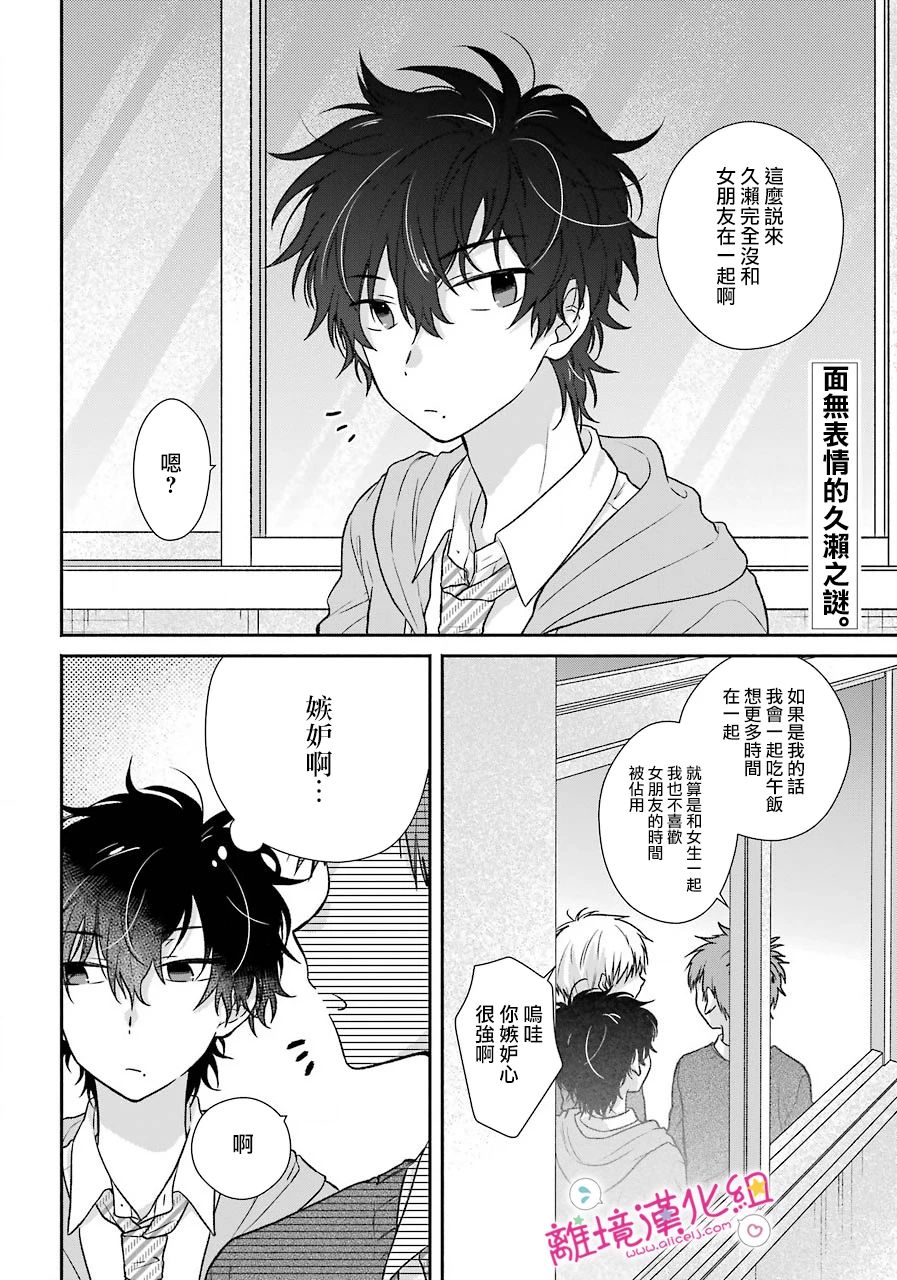 這麼説來
久瀨完全沒和
女朋友在一起啊
面無表情的久瀨之謎。
嗯?
如果是我的話
我會一起吃午飯
想更多時間
在一起
就算是和女生一起
我也不喜歡
女朋友的時間
被佔用
嗚哇
你嫉妒心
很強啊
嫉妒啊…
啊
離境漢化組
www.alicelj.com